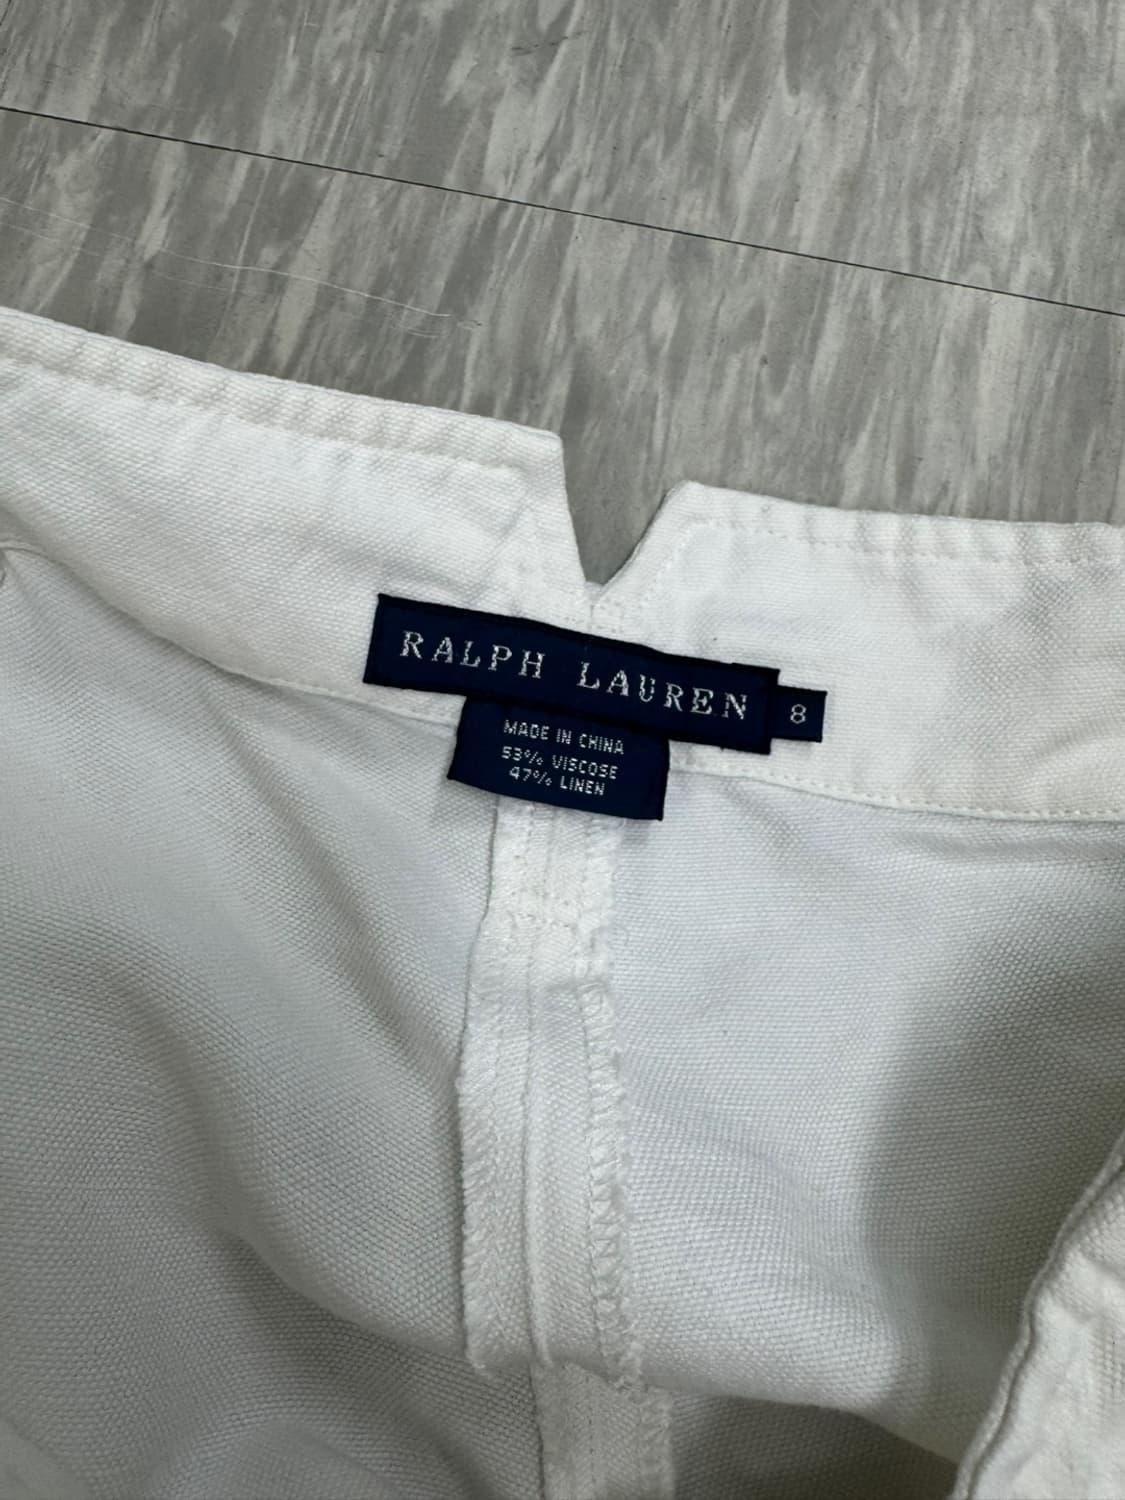 RALPH LAUREN
8
MADE IN CHINA
53% VISCOSE
47% LINEN